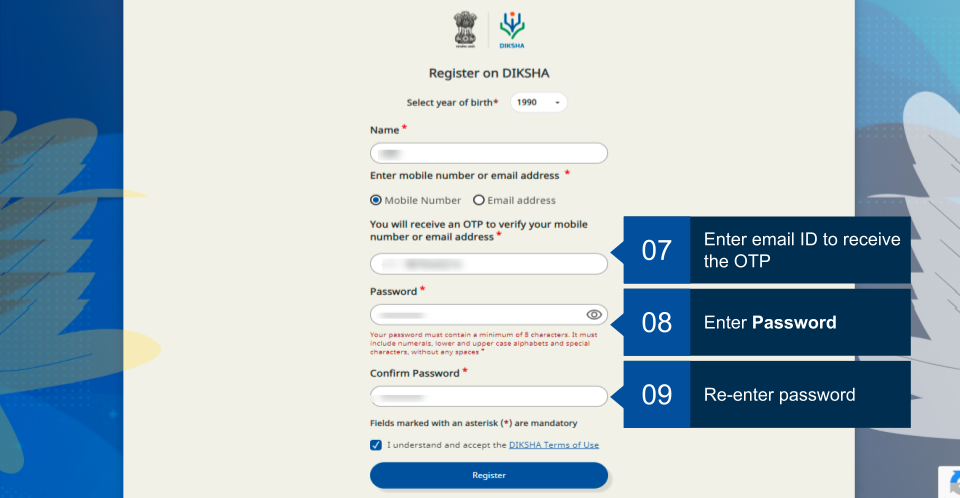 DIKSHA
Register on DIKSHA
Select year of birth* 1990
Name *
Enter mobile number or email address *
Mobile Number Email address
You will receive an OTP to verify your mobile
number or email address *
07 Enter email ID to receive
the OTP
Password *
08 Enter Password
Your password must contain a minimum of 8 characters. It must
include numerals, lower and upper case alphabets and special
characters, without any spaces *
Confirm Password *
09 Re-enter password
Fields marked with an asterisk (*) are mandatory
I understand and accept the DIKSHA Terms of Use
Register